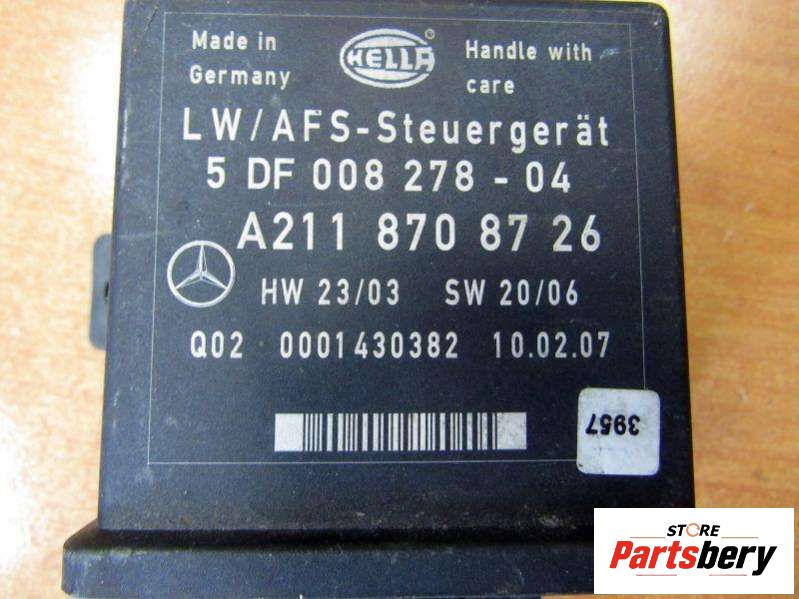 Made in
Germany
HELLA
®
Handle with
care
LW/AFS-Steuergerät
5 DF 008 278 - 04
A211 870 87 26
HW 23/03 SW 20/06
Q02 0001430382 10.02.07
3957
STORE
Partsbery